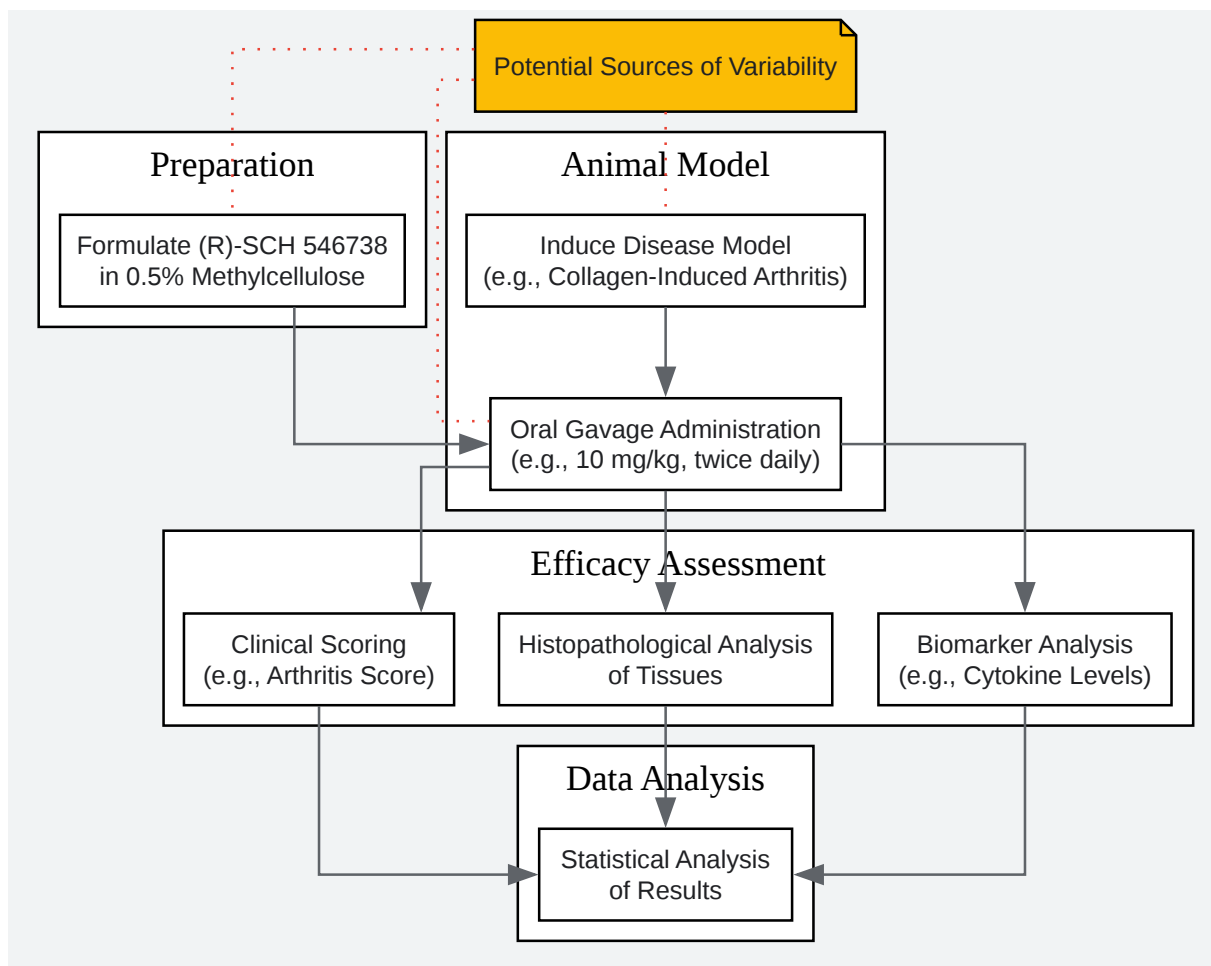 Potential Sources of Variability
Preparation
Animal Model
Formulate (R)-SCH 546738
in 0.5% Methylcellulose
Induce Disease Model
(e.g., Collagen-Induced Arthritis)
Oral Gavage Administration
(e.g., 10 mg/kg, twice daily)
Efficacy Assessment
Clinical Scoring
(e.g., Arthritis Score)
Histopathological Analysis
of Tissues
Biomarker Analysis
(e.g., Cytokine Levels)
Data Analysis
Statistical Analysis
of Results